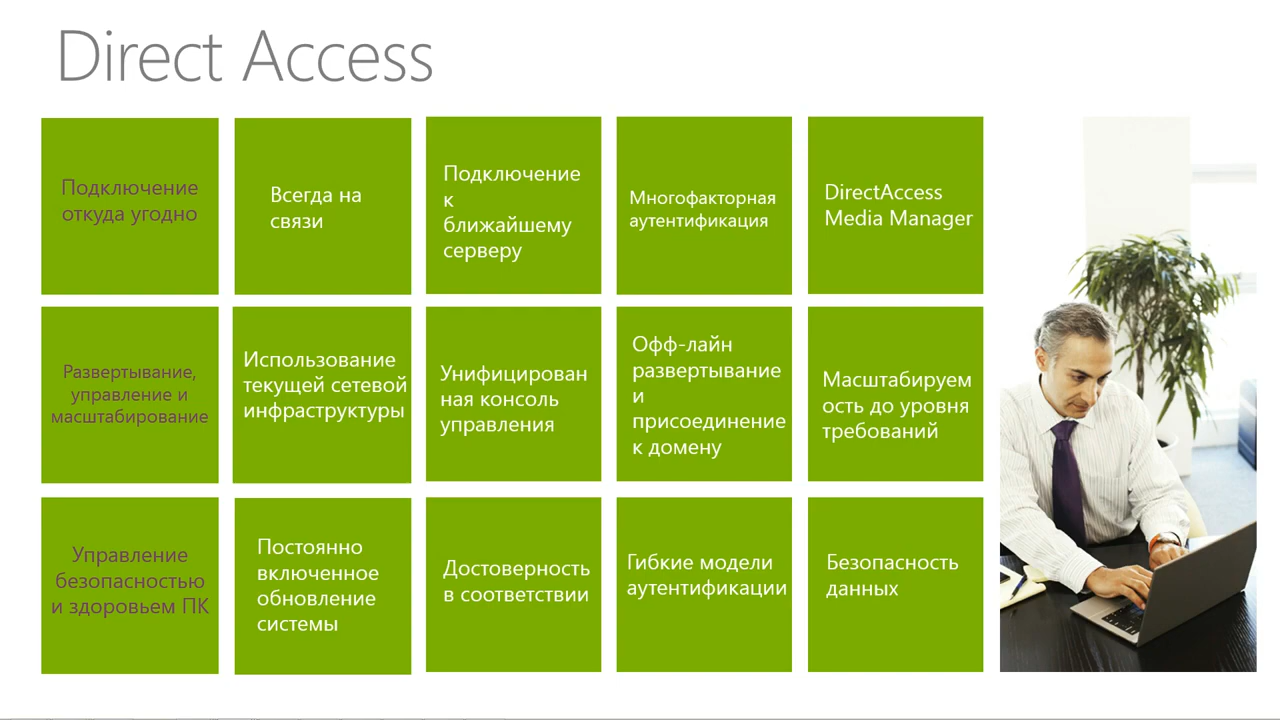 Direct Access
Подключение
откуда угодно
Всегда на
связи
Подключение
к
ближайшему
серверу
Многофакторная
аутентификация
DirectAccess
Media Manager
Развертывание,
управление и
масштабирование
Использование
текущей сетевой
инфраструктуры
Унифицирован
ная консоль
управления
Офф-лайн
развертывание
и
присоединение
к домену
Масштабируем
ость до уровня
требований
Управление
безопасностью
и здоровьем ПК
Постоянно
включенное
обновление
системы
Достоверность
в соответствии
Гибкие модели
аутентификации
Безопасность
данных